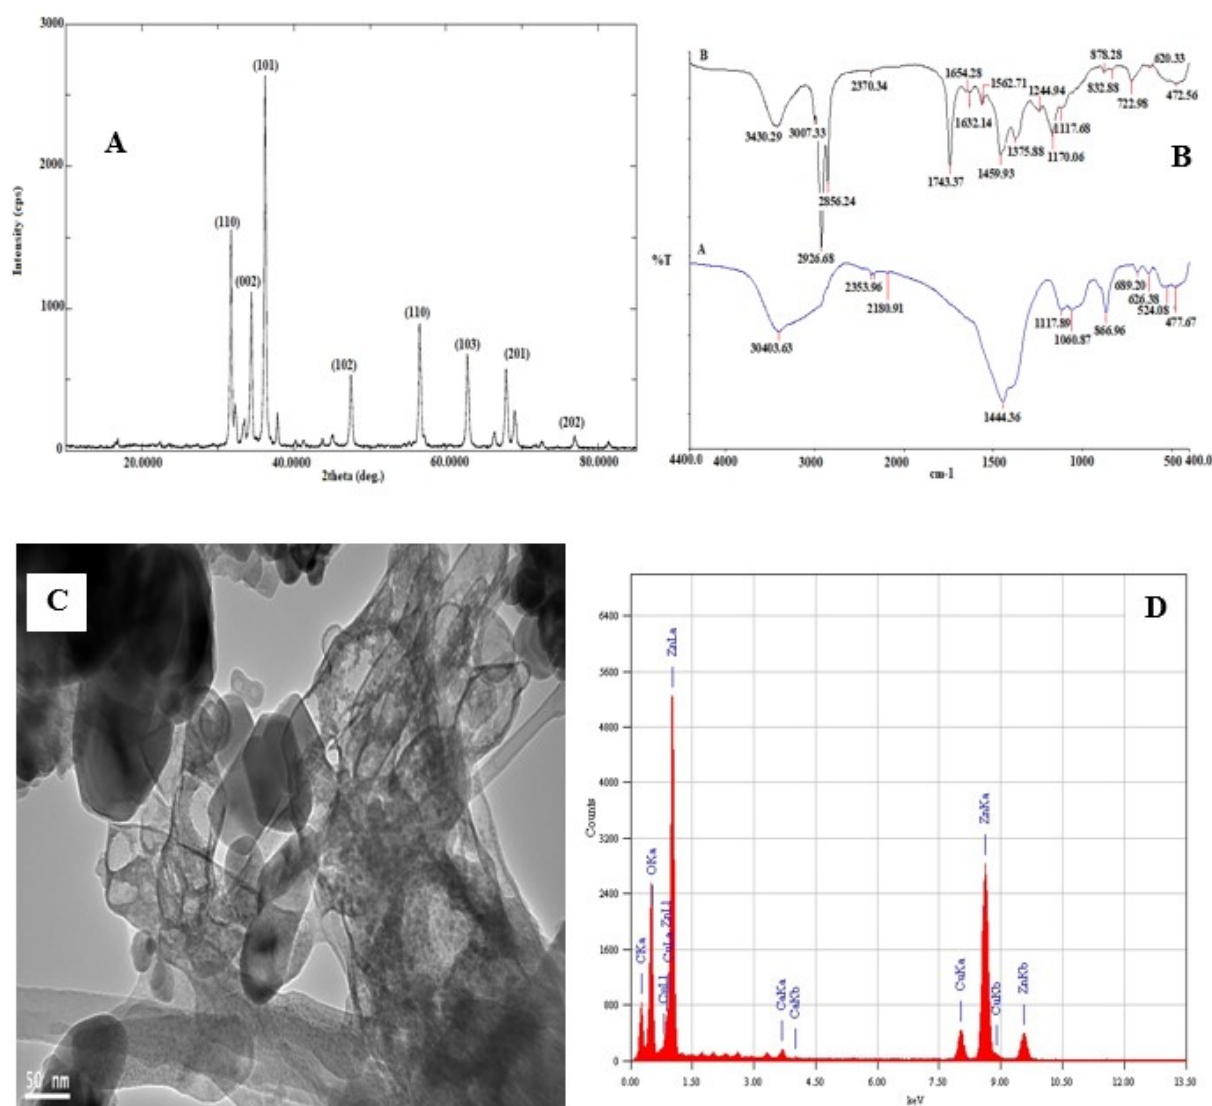 A
3000
2000
1000
0
Intensity (cps)
(110)
(002)
(101)
(102)
(110)
(103)
(201)
(202)
20.0000
40.0000
60.0000
80.0000
2theta (deg.)
B
B
3430.29
3007.33
2926.68
2856.24
2370.34
1743.37
1654.28
1632.14
1562.71
1459.93
1375.88
1244.94
1170.06
1117.68
878.28
832.88
722.98
620.33
472.56
%T
A
30403.63
2353.96
2180.91
1444.36
1117.89
1060.87
866.96
689.20
626.38
524.08
477.67
4400.0
4000
3000
2000
1500
1000
500
400.0
cm-1
C
50 nm
D
Counts
6400
5600
4800
4000
3200
2400
1600
800
0
CKa
OKa
CuLl
CuLa
ZnLl
ZnLa
CaKa
CaKb
CuKa
ZnKa
CuKb
ZnKb
0.00
1.50
3.00
4.50
6.00
7.50
9.00
10.50
12.00
13.50
keV